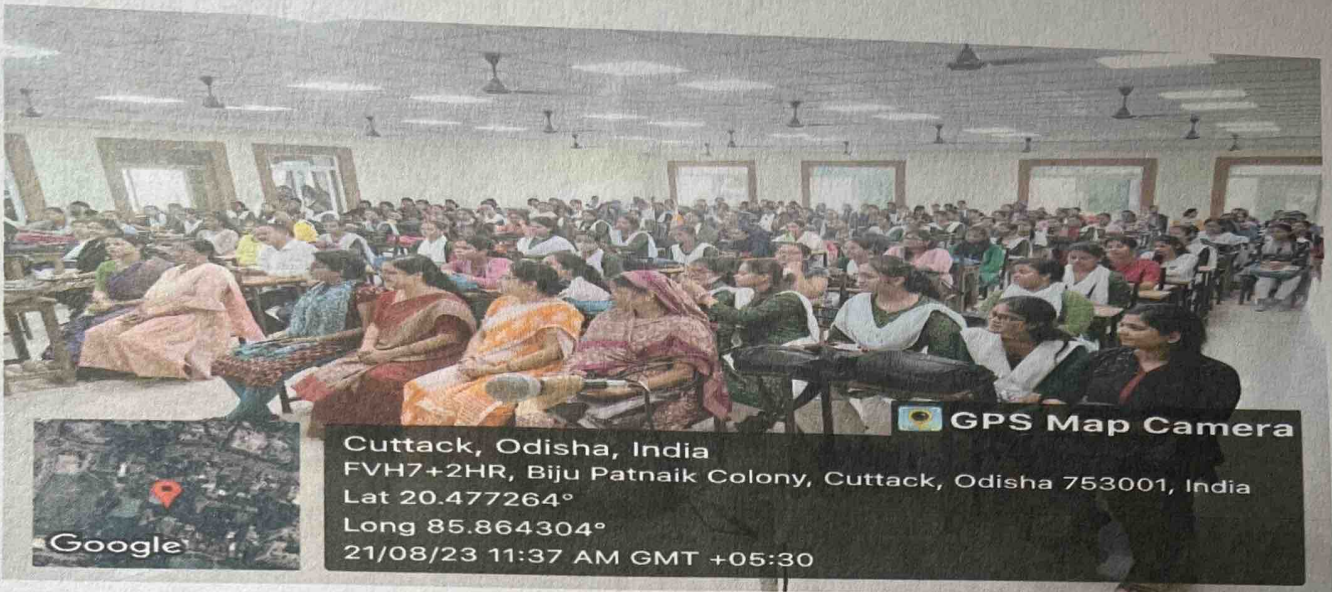 GPS Map Camera
Cuttack, Odisha, India
FVH7+2HR, Biju Patnaik Colony, Cuttack, Odisha 753001, India
Lat 20.477264°
Long 85.864304°
21/08/23 11:37 AM GMT +05:30
Google